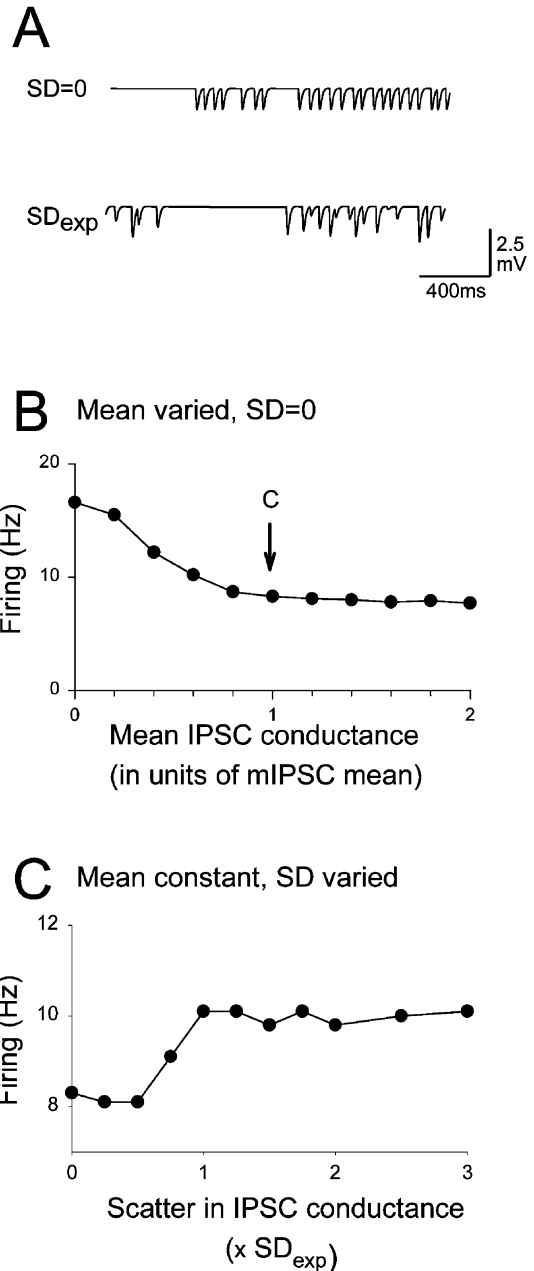 A
SD=0
SDexp
2.5
mV
400ms
B Mean varied, SD=0
20
C
Firing (Hz)
10
0
0 1 2
Mean IPSC conductance
(in units of mIPSC mean)
C Mean constant, SD varied
12
Firing (Hz)
10
8
0 1 2 3
Scatter in IPSC conductance
(x SDexp)